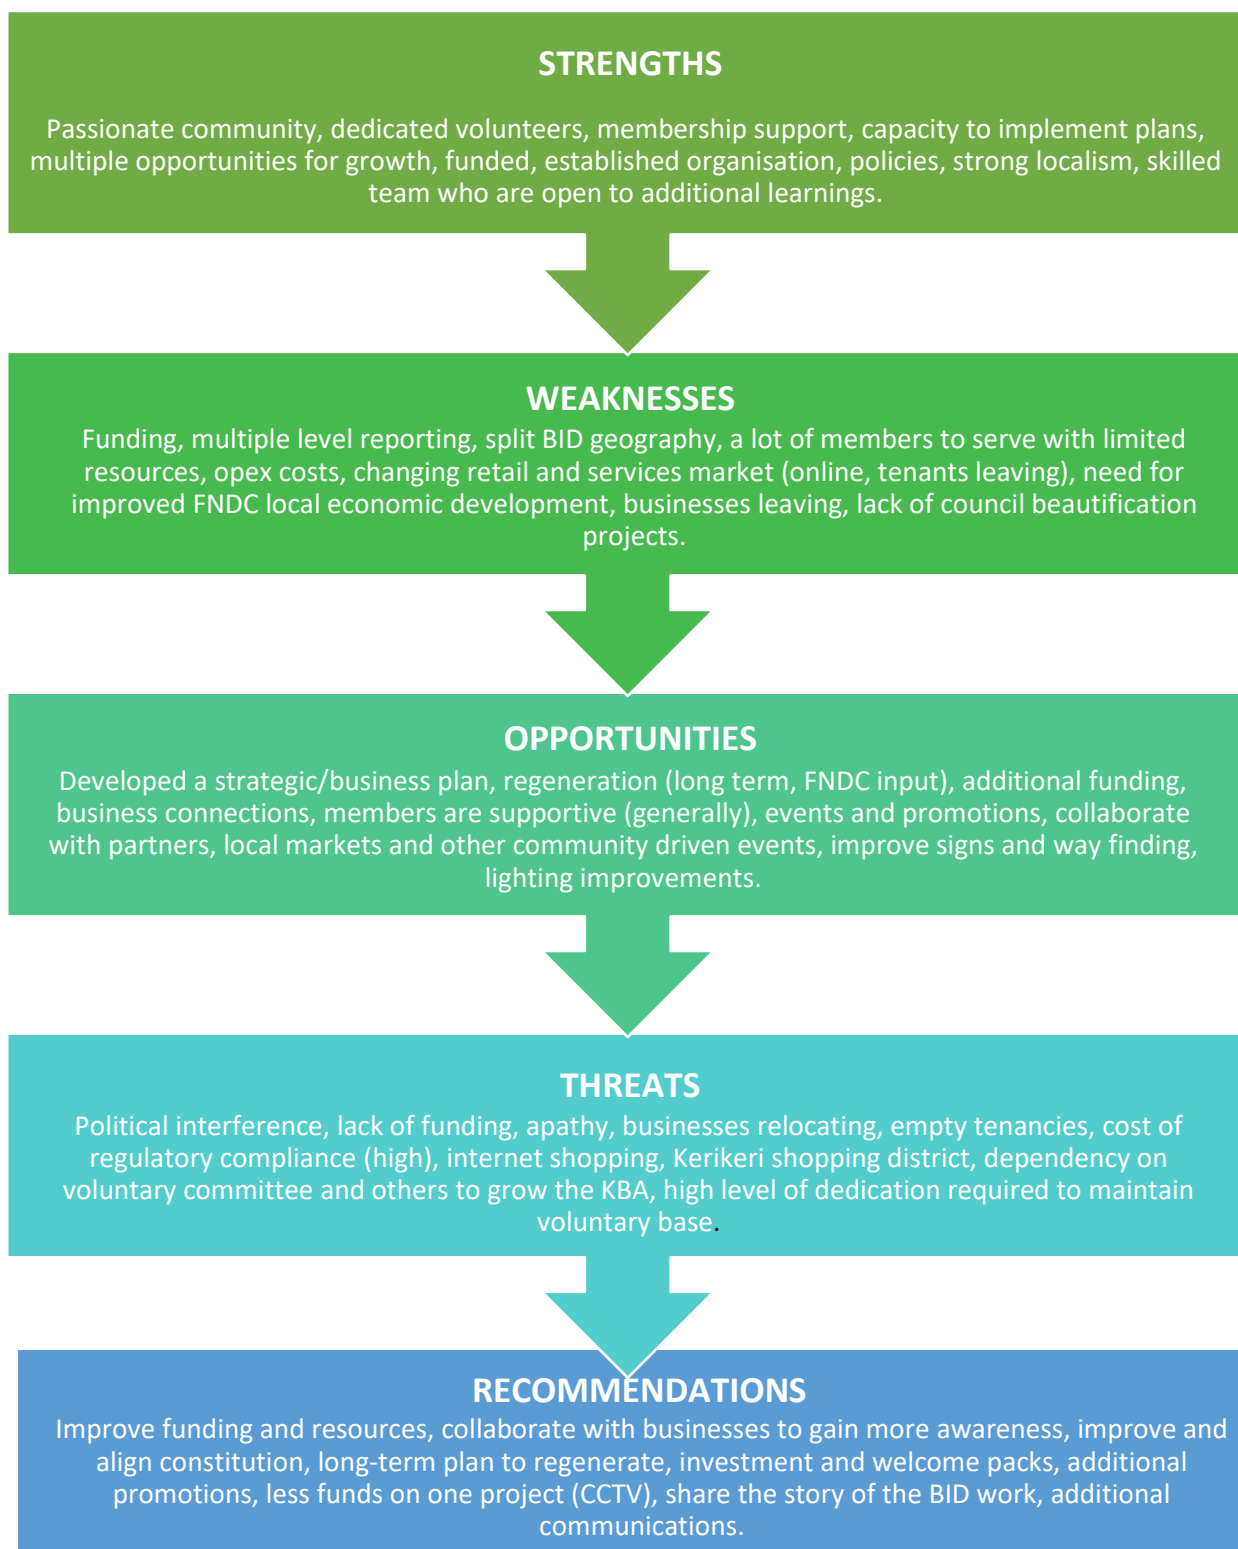 STRENGTHS
Passionate community, dedicated volunteers, membership support, capacity to implement plans,
multiple opportunities for growth, funded, established organisation, policies, strong localism, skilled
team who are open to additional learnings.
WEAKNESSES
Funding, multiple level reporting, split BID geography, a lot of members to serve with limited
resources, opex costs, changing retail and services market (online, tenants leaving), need for
improved FNDC local economic development, businesses leaving, lack of council beautification
projects.
OPPORTUNITIES
Developed a strategic/business plan, regeneration (long term, FNDC input), additional funding,
business connections, members are supportive (generally), events and promotions, collaborate
with partners, local markets and other community driven events, improve signs and way finding,
lighting improvements.
THREATS
Political interference, lack of funding, apathy, businesses relocating, empty tenancies, cost of
regulatory compliance (high), internet shopping, Kerikeri shopping district, dependency on
voluntary committee and others to grow the KBA, high level of dedication required to maintain
voluntary base.
RECOMMENDATIONS
Improve funding and resources, collaborate with businesses to gain more awareness, improve and
align constitution, long-term plan to regenerate, investment and welcome packs, additional
promotions, less funds on one project (CCTV), share the story of the BID work, additional
communications.